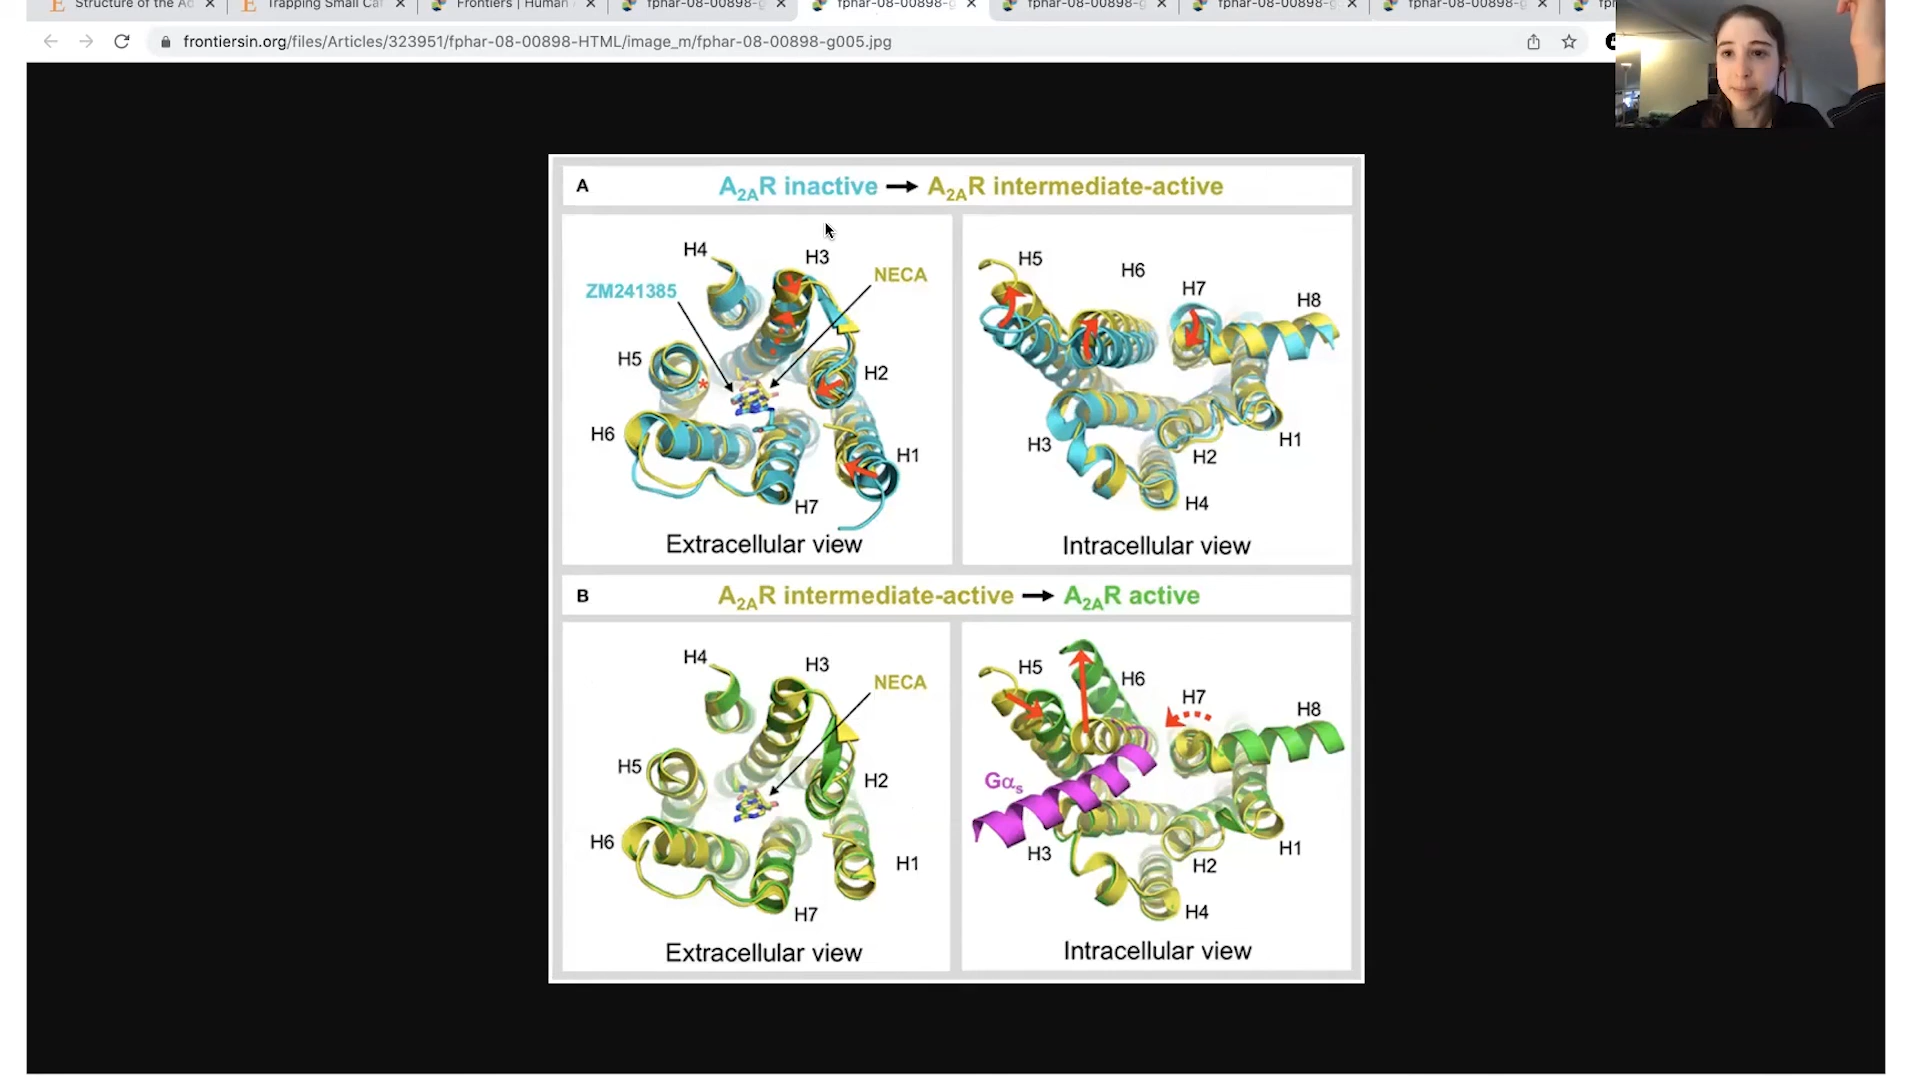 Structure of the Ad
Trapping Small Cat
Frontiers | Human
fphar-08-00898-g
fphar-08-00898-g
fphar-08-00898-g
fphar-08-00898-g
fphar-08-00898-g
frontiersin.org/files/Articles/323951/fphar-08-00898-HTML/image_m/fphar-08-00898-g005.jpg
A
A2AR inactive → A2AR intermediate-active
H4
H3
NECA
ZM241385
H5
*
H2
H6
H1
H7
Extracellular view
H5
H6
H7
H8
H3
H2
H1
H4
Intracellular view
B
A2AR intermediate-active → A2AR active
H4
H3
NECA
H5
H2
H6
H1
H7
Extracellular view
H5
H6
H7
H8
Gαs
H3
H2
H1
H4
Intracellular view